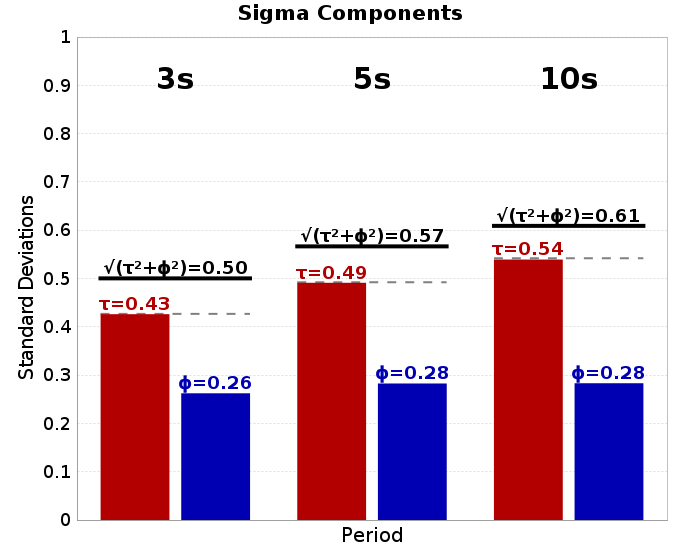 Sigma Components
1
0.9
0.8
0.7
0.6
0.5
0.4
0.3
0.2
0.1
0
Standard Deviations
3s
5s
10s
√(τ²+ϕ²)=0.50
τ=0.43
ϕ=0.26
√(τ²+ϕ²)=0.57
τ=0.49
ϕ=0.28
√(τ²+ϕ²)=0.61
τ=0.54
ϕ=0.28
Period